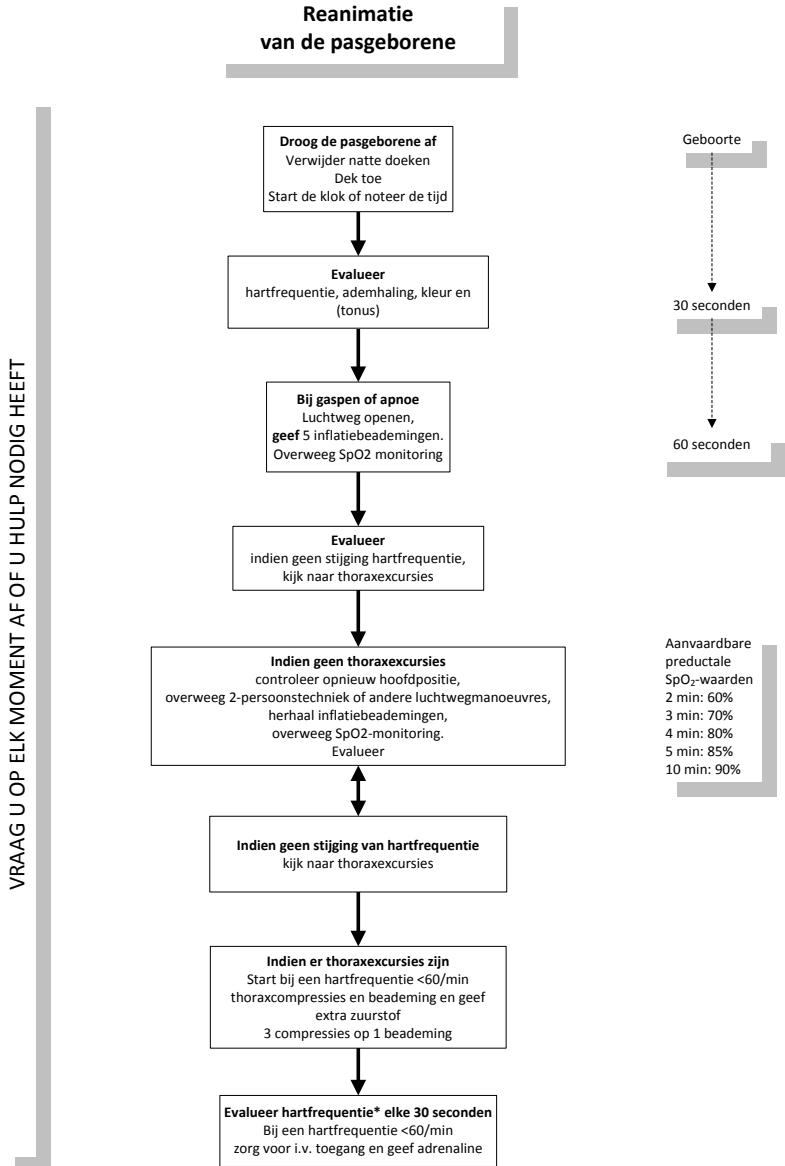 Reanimatie
van de pasgeborene
VRAAG U OP ELK MOMENT AF OF U HULP NODIG HEEFT
Droog de pasgeborene af
Verwijder natte doeken
Dek toe
Start de klok of noteer de tijd
Geboorte
Evalueer
hartfrequentie, ademhaling, kleur en
(tonus)
30 seconden
Bij gaspen of apnoe
Luchtweg openen,
geef 5 inflatiebeademingen.
Overweeg SpO2 monitoring
60 seconden
Evalueer
indien geen stijging hartfrequentie,
kijk naar thoraxexcursies
Indien geen thoraxexcursies
controleer opnieuw hoofdpositie,
overweeg 2-persoonstechniek of andere luchtwegmanoeuvres,
herhaal inflatiebeademingen,
overweeg SpO2-monitoring.
Evalueer
Aanvaardbare
preductale
SpO₂-waarden
2 min: 60%
3 min: 70%
4 min: 80%
5 min: 85%
10 min: 90%
Indien geen stijging van hartfrequentie
kijk naar thoraxexcursies
Indien er thoraxexcursies zijn
Start bij een hartfrequentie <60/min
thoraxcompressies en beademing en geef
extra zuurstof
3 compressies op 1 beademing
Evalueer hartfrequentie* elke 30 seconden
Bij een hartfrequentie <60/min
zorg voor i.v. toegang en geef adrenaline